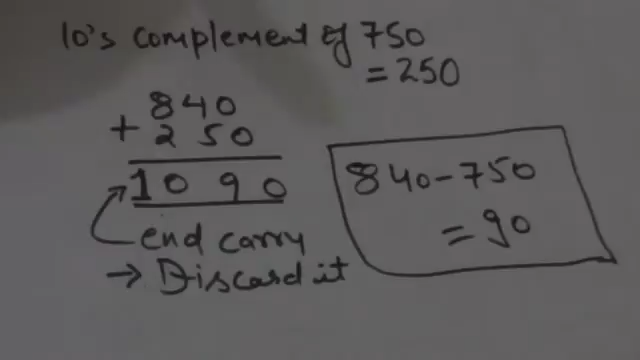 10's complement of 750
= 250
840
+ 250
1090
end carry
→ Discard it
840-750
= 90